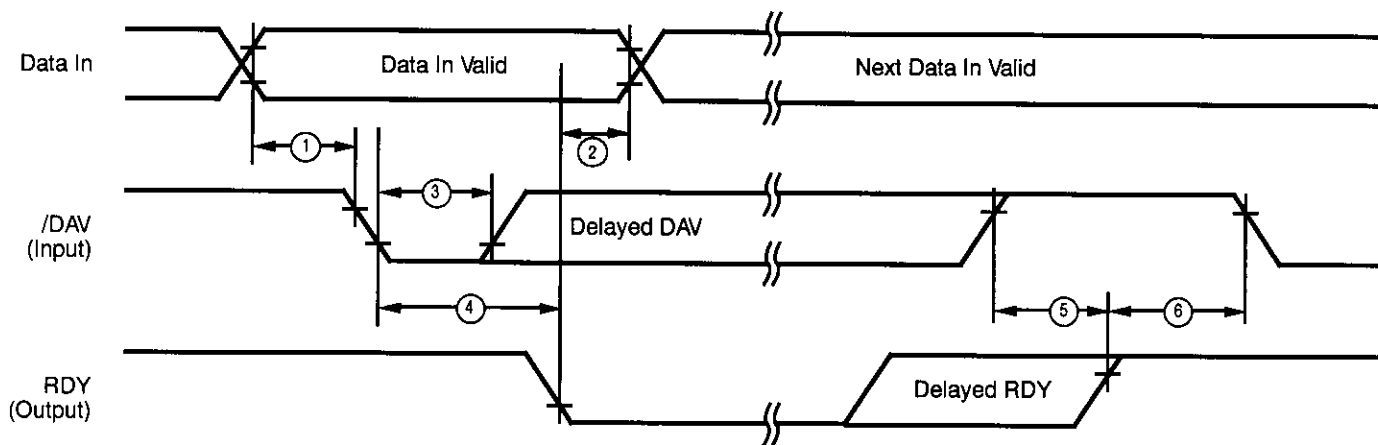 Data In
Data In Valid
Next Data In Valid
1
2
3
/DAV
(Input)
Delayed DAV
4
5
6
RDY
(Output)
Delayed RDY